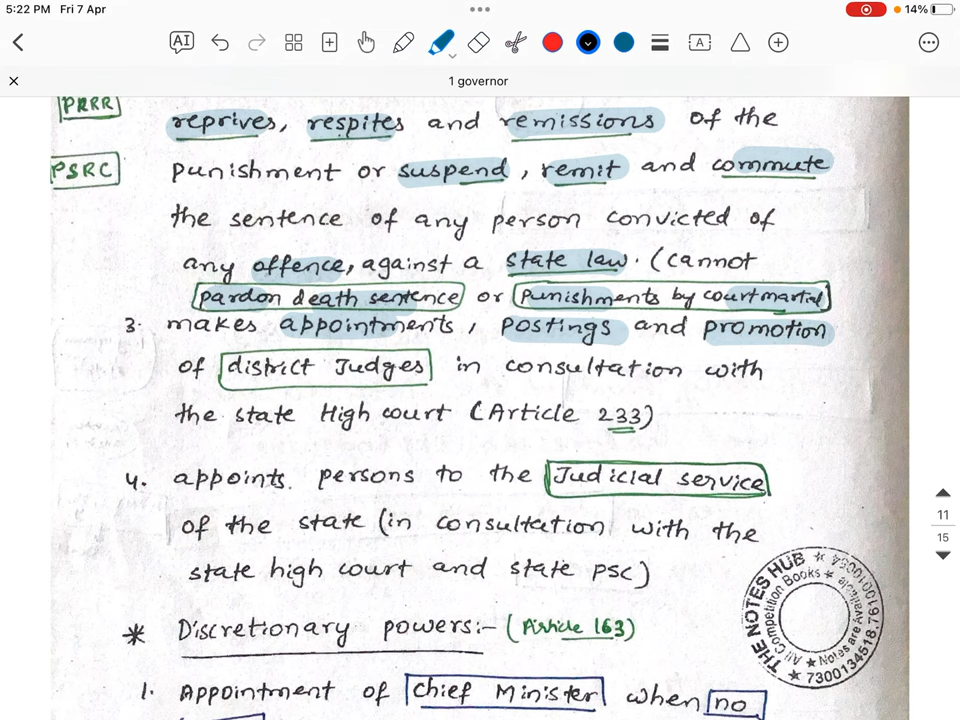 5:22 PM Fri 7 Apr
14%
AI
A
1 governor
PRRR
reprives, respites and remissions of the
PSRC
punishment or suspend, remit and commute
the sentence of any person convicted of
any offence, against a state law. (cannot
pardon death sentence or punishments by court martial
3. makes appointments, postings and promotion
of district Judges in consultation with
the state High court (Article 233)
4. appoints persons to the Judicial service
of the state (in consultation with the
state high court and state PSC)
* Discretionary powers:- (Article 163)
1. Appointment of chief Minister when no
11
15
THE NOTES HUB
All Competition Books
Notes are Available
7300134518,7610010054